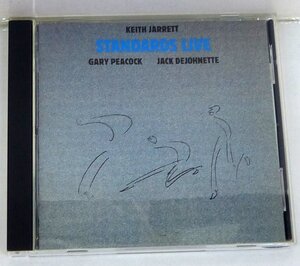 KEITH JARRETT
STANDARDS LIVE
GARY PEACOCK JACK DEJOHNETTE